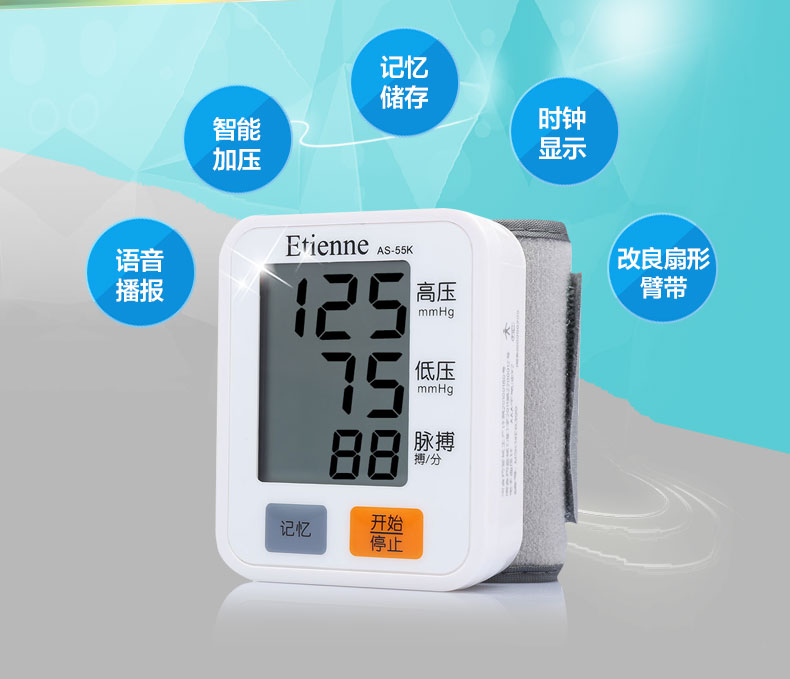 记忆
储存
智能
加压
时钟
显示
语音
播报
改良扇形
臂带
Etienne AS-55K
125 高压
mmHg
75 低压
mmHg
88 脉搏
搏/分
记忆
开始
停止